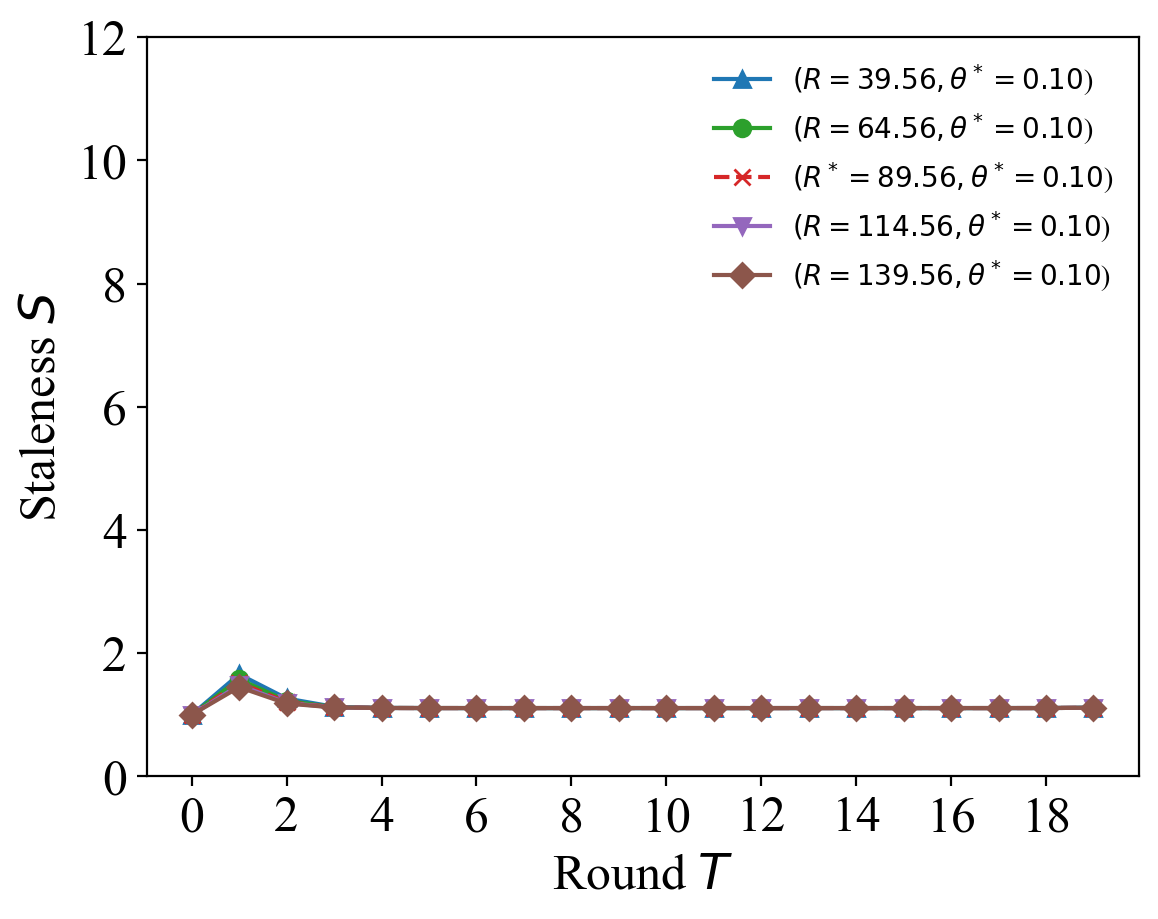 12
10
8
6
4
2
0
Staleness S
(R = 39.56, θ* = 0.10)
(R = 64.56, θ* = 0.10)
(R* = 89.56, θ* = 0.10)
(R = 114.56, θ* = 0.10)
(R = 139.56, θ* = 0.10)
0 2 4 6 8 10 12 14 16 18
Round T